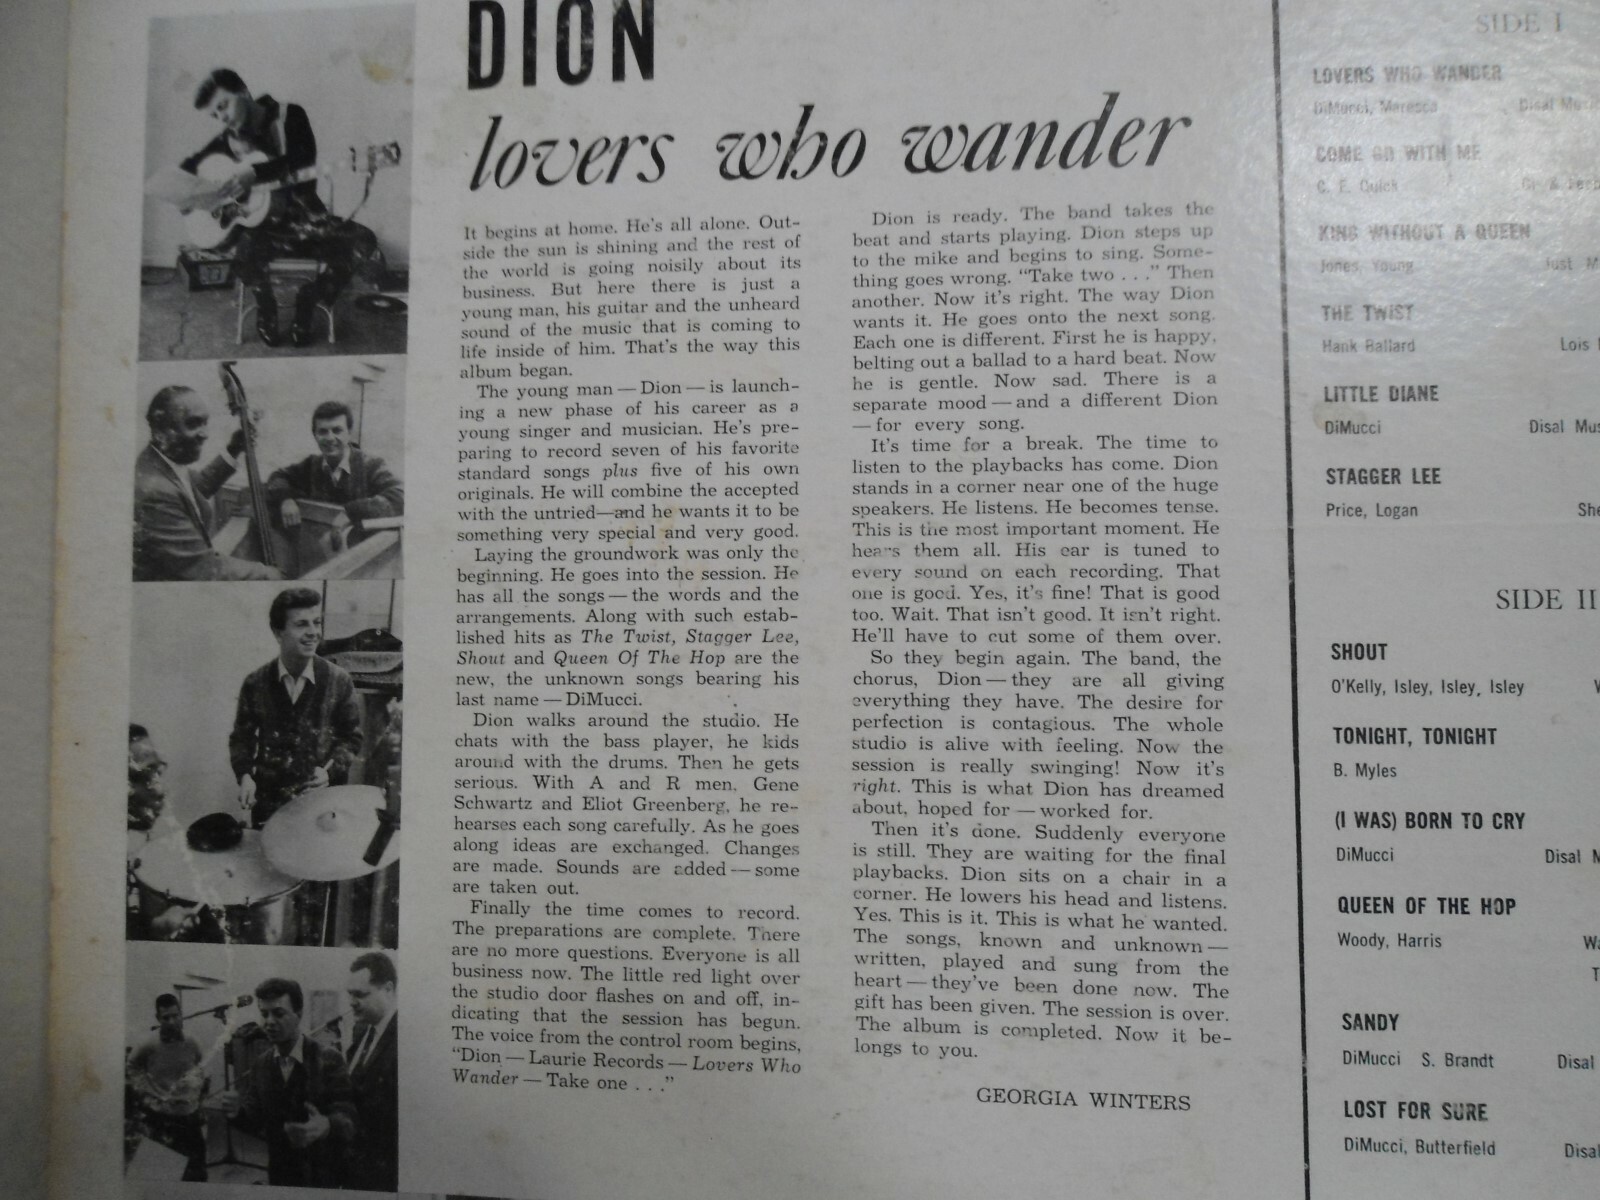 DION
lovers who wander
It begins at home. He's all alone. Out-
side the sun is shining and the rest of
the world is going noisily about its
business. But here there is just a
young man, his guitar and the unheard
sound of the music that is coming to
life inside of him. That's the way this
album began.
The young man — Dion — is launch-
ing a new phase of his career as a
young singer and musician. He's pre-
paring to record seven of his favorite
standard songs plus five of his own
originals. He will combine the accepted
with the untried—and he wants it to be
something very special and very good.
Laying the groundwork was only the
beginning. He goes into the session. He
has all the songs — the words and the
arrangements. Along with such estab-
lished hits as The Twist, Stagger Lee,
Shout and Queen Of The Hop are the
new, the unknown songs bearing his
last name — DiMucci.
Dion walks around the studio. He
chats with the bass player, he kids
around with the drums. Then he gets
serious. With A and R men, Gene
Schwartz and Eliot Greenberg, he re-
hearses each song carefully. As he goes
along ideas are exchanged. Changes
are made. Sounds are added — some
are taken out.
Finally the time comes to record.
The preparations are complete. There
are no more questions. Everyone is all
business now. The little red light over
the studio door flashes on and off, in-
dicating that the session has begun.
The voice from the control room begins,
"Dion — Laurie Records — Lovers Who
Wander — Take one . . ."
Dion is ready. The band takes the
beat and starts playing. Dion steps up
to the mike and begins to sing. Some-
thing goes wrong. "Take two . . ." Then
another. Now it's right. The way Dion
wants it. He goes onto the next song.
Each one is different. First he is happy,
belting out a ballad to a hard beat. Now
he is gentle. Now sad. There is a
separate mood — and a different Dion
— for every song.
It's time for a break. The time to
listen to the playbacks has come. Dion
stands in a corner near one of the huge
speakers. He listens. He becomes tense.
This is the most important moment. He
hears them all. His ear is tuned to
every sound on each recording. That
one is good. Yes, it's fine! That is good
too. Wait. That isn't good. It isn't right.
He'll have to cut some of them over.
So they begin again. The band, the
chorus, Dion — they are all giving
everything they have. The desire for
perfection is contagious. The whole
studio is alive with feeling. Now the
session is really swinging! Now it's
right. This is what Dion has dreamed
about, hoped for — worked for.
Then it's done. Suddenly everyone
is still. They are waiting for the final
playbacks. Dion sits on a chair in a
corner. He lowers his head and listens.
Yes. This is it. This is what he wanted.
The songs, known and unknown —
written, played and sung from the
heart — they've been done now. The
gift has been given. The session is over.
The album is completed. Now it be-
longs to you.
GEORGIA WINTERS
SIDE I
LOVERS WHO WANDER
DiMucci, Maresca Disal
COME GO WITH ME
C. E. Quick
KING WITHOUT A QUEEN
Jones, Young Just
THE TWIST
Hank Ballard Lois
LITTLE DIANE
DiMucci Disal
STAGGER LEE
Price, Logan
SIDE II
SHOUT
O'Kelly, Isley, Isley, Isley
TONIGHT, TONIGHT
B. Myles
(I WAS) BORN TO CRY
DiMucci Disal
QUEEN OF THE HOP
Woody, Harris
SANDY
DiMucci S. Brandt Disal
LOST FOR SURE
DiMucci, Butterfield